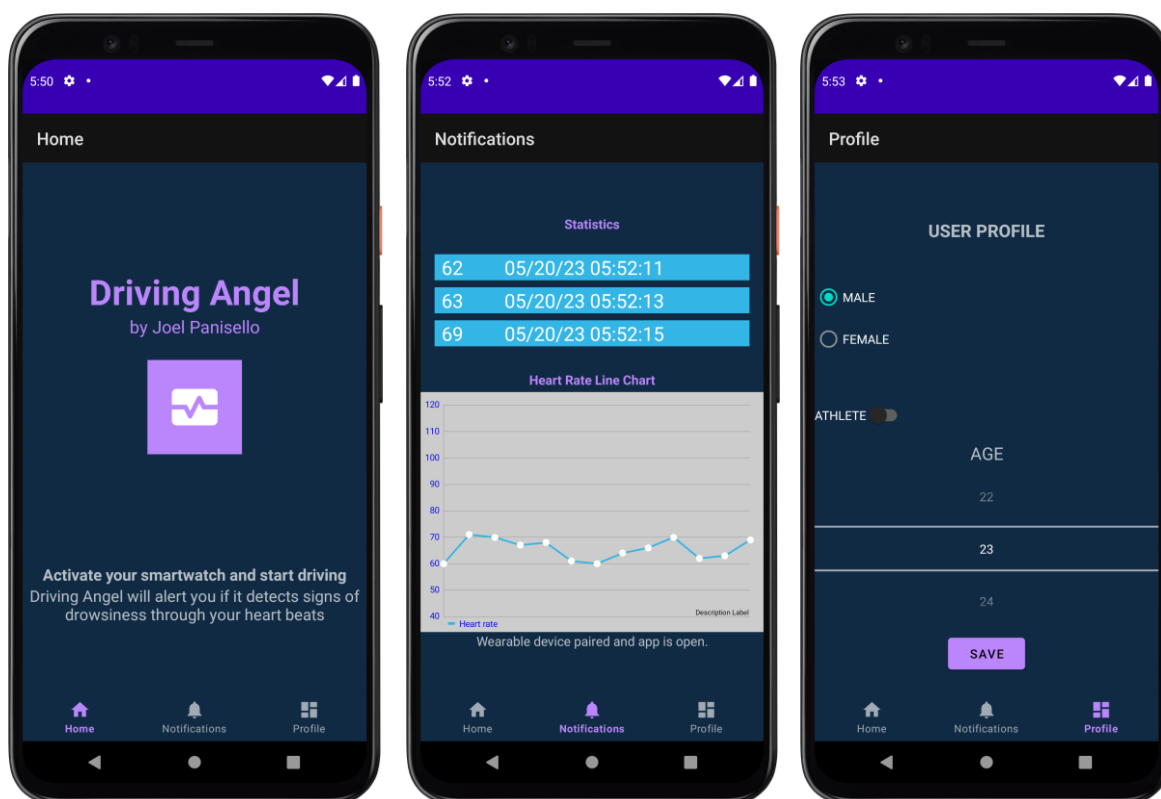 5:50
Home
Driving Angel
by Joel Panisello
Activate your smartwatch and start driving
Driving Angel will alert you if it detects signs of
drowsiness through your heart beats
Home
Notifications
Profile
5:52
Notifications
Statistics
62 05/20/23 05:52:11
63 05/20/23 05:52:13
69 05/20/23 05:52:15
Heart Rate Line Chart
120
110
100
90
80
70
60
50
40
Description Label
Heart rate
Wearable device paired and app is open.
Home
Notifications
Profile
5:53
Profile
USER PROFILE
MALE
FEMALE
ATHLETE
AGE
22
23
24
SAVE
Home
Notifications
Profile